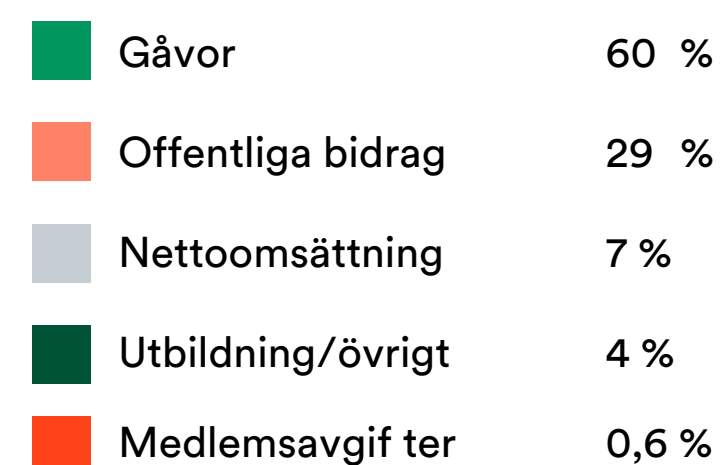 Gåvor 60 %
Offentliga bidrag 29 %
Nettoomsättning 7 %
Utbildning/övrigt 4 %
Medlemsavgif ter 0,6 %